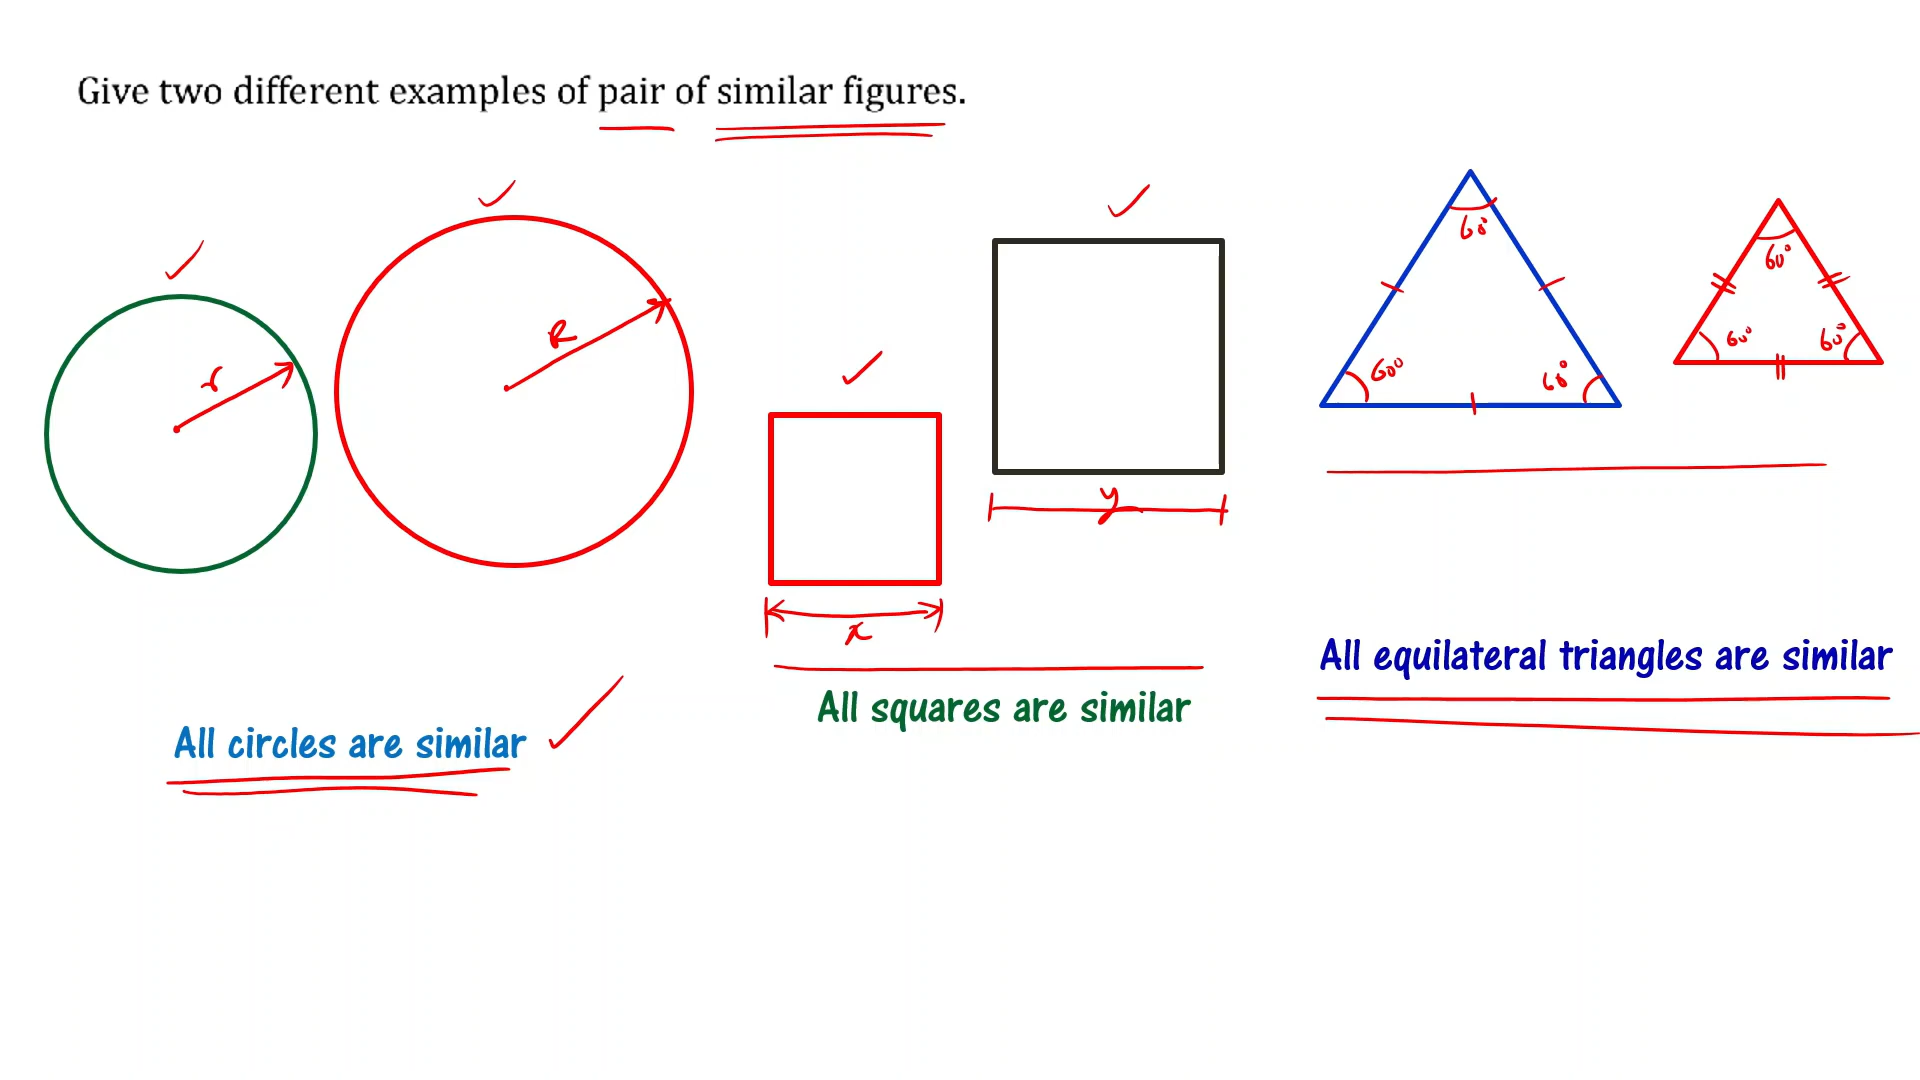 Give two different examples of pair of similar figures.
r
R
x
y
60°
60°
60°
60°
60°
60°
All circles are similar
All squares are similar
All equilateral triangles are similar